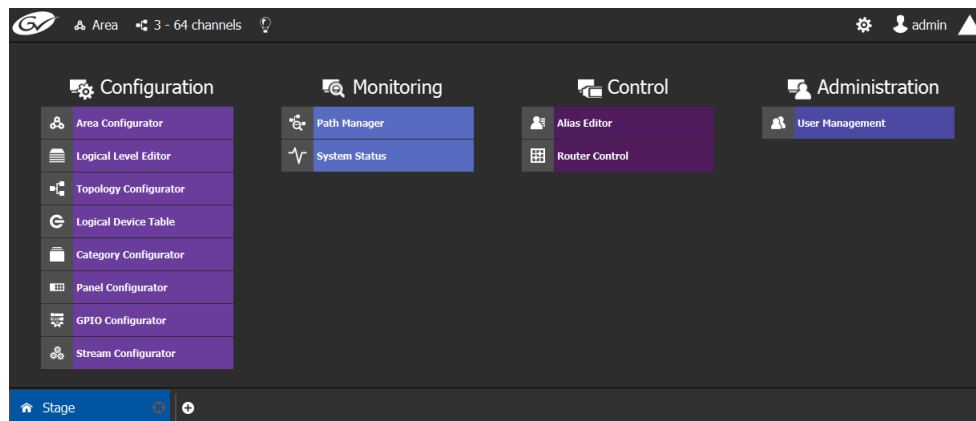 GV Area 3 - 64 channels admin
Configuration Monitoring Control Administration
Area Configurator Path Manager Alias Editor User Management
Logical Level Editor System Status Router Control
Topology Configurator
Logical Device Table
Category Configurator
Panel Configurator
GPIO Configurator
Stream Configurator
Stage